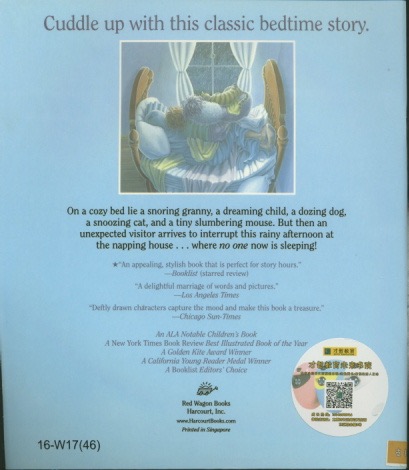 Cuddle up with this classic bedtime story.
On a cozy bed lie a snoring granny, a dreaming child, a dozing dog,
a snoozing cat, and a tiny slumbering mouse. But then an
unexpected visitor arrives to interrupt this rainy afternoon at
the napping house . . . where no one now is sleeping!
★“An appealing, stylish book that is perfect for story hours.”
—Booklist (starred review)
“A delightful marriage of words and pictures.”
—Los Angeles Times
“Deftly drawn characters capture the mood and make this book a treasure.”
—Chicago Sun-Times
An ALA Notable Children's Book
A New York Times Book Review Best Illustrated Book of the Year
A Golden Kite Award Winner
A California Young Reader Medal Winner
A Booklist Editors' Choice
Red Wagon Books
Harcourt, Inc.
www.HarcourtBooks.com
Printed in Singapore
16-W17(46)